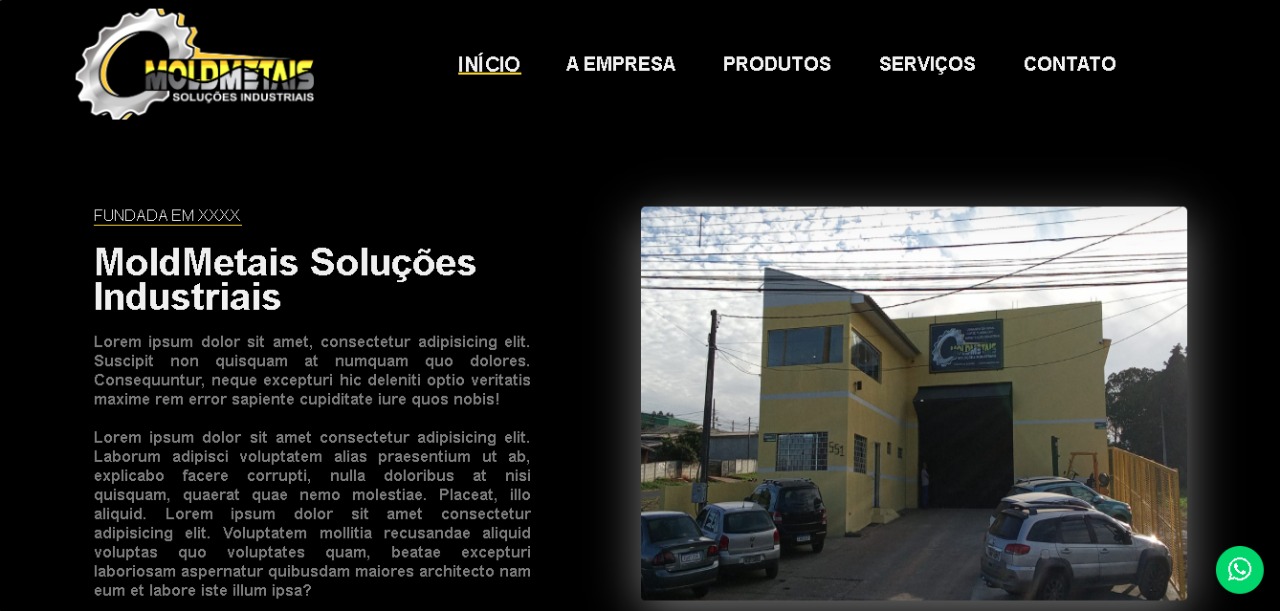 MOLDMETAIS
SOLUÇÕES INDUSTRIAIS
INÍCIO
A EMPRESA
PRODUTOS
SERVIÇOS
CONTATO
FUNDADA EM XXXX
MoldMetais Soluções
Industriais
Lorem ipsum dolor sit amet, consectetur adipisicing elit.
Suscipit non quisquam at numquam quo dolores.
Consequuntur, neque excepturi hic deleniti optio veritatis
maxime rem error sapiente cupiditate iure quos nobis!
Lorem ipsum dolor sit amet consectetur adipisicing elit.
Laborum adipisci voluptatem alias praesentium ut ab,
explicabo facere corrupti, nulla doloribus at nisi
quisquam, quaerat quae nemo molestiae. Placeat, illo
aliquid. Lorem ipsum dolor sit amet consectetur
adipisicing elit. Voluptatem mollitia recusandae aliquid
voluptas quo voluptates quam, beatae excepturi
laboriosam aspernatur quibusdam maiores architecto nam
eum et labore iste illum ipsa?
MOLDMETAIS
551